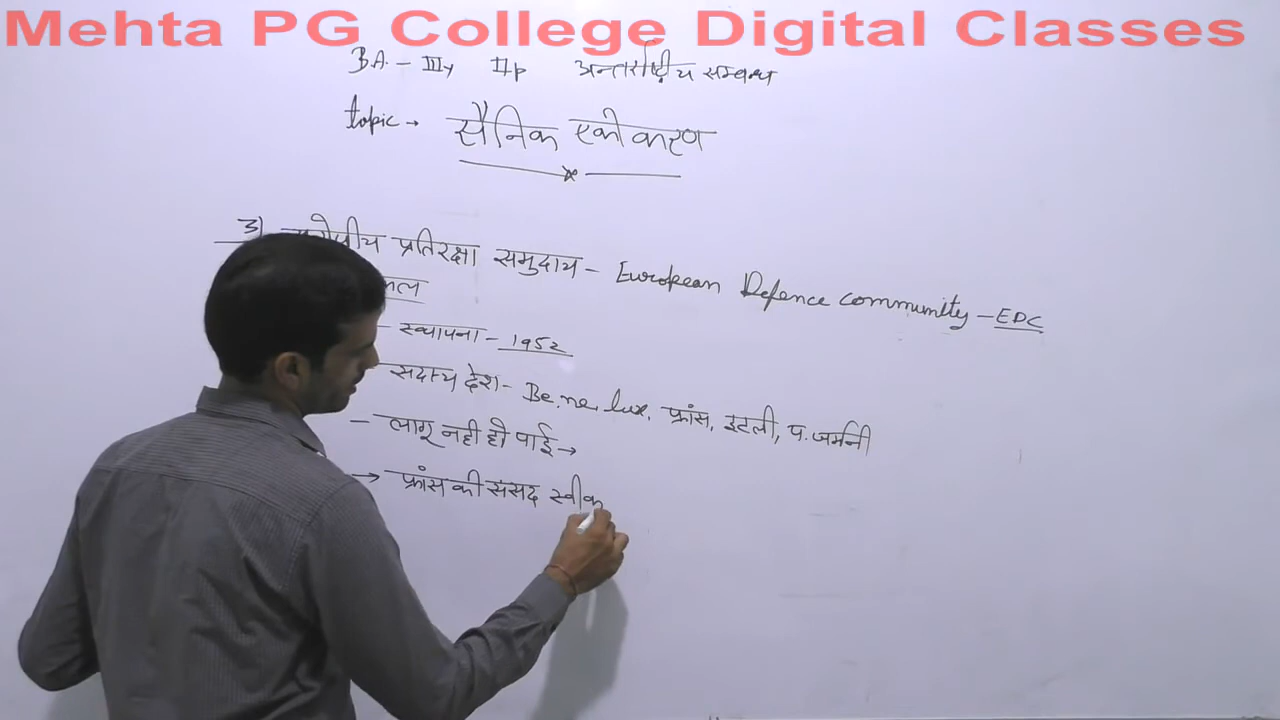 Mehta PG College Digital Classes
B.A. - III y II p अन्तर्राष्ट्रीय सम्बन्ध
topic → सैनिक एकीकरण
3) प्रतिरक्षा समुदाय - European Defence community - EDC
- स्थापना - 1952
सदस्य देश - Be. ne. lux. फ्रांस, इटली, प. जर्मनी
- लागू नही हो पाई →
→ फ्रांस की संसद स्वीक